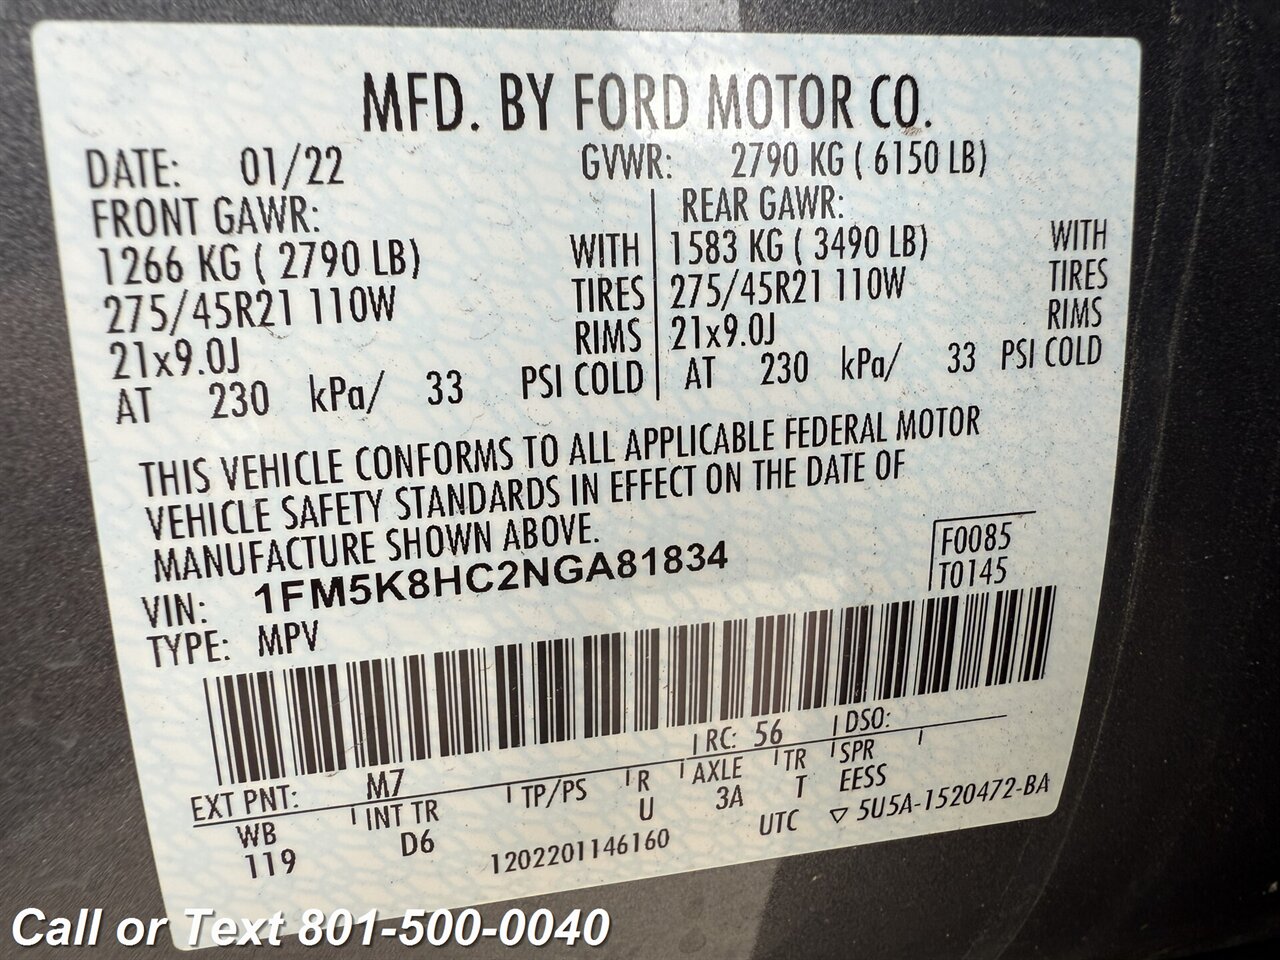 MFD. BY FORD MOTOR CO.
DATE: 01/22 GVWR: 2790 KG ( 6150 LB)
FRONT GAWR: REAR GAWR:
1266 KG ( 2790 LB) WITH 1583 KG ( 3490 LB) WITH
275/45R21 110W TIRES 275/45R21 110W TIRES
21x9.0J RIMS 21x9.0J RIMS
AT 230 kPa/ 33 PSI COLD AT 230 kPa/ 33 PSI COLD
THIS VEHICLE CONFORMS TO ALL APPLICABLE FEDERAL MOTOR
VEHICLE SAFETY STANDARDS IN EFFECT ON THE DATE OF
MANUFACTURE SHOWN ABOVE.
VIN: 1FM5K8HC2NGA81834 F0085
TYPE: MPV T0145
RC: 56 DSO:
EXT PNT: M7
WB INT TR TP/PS R AXLE TR SPR
119 D6 U 3A T EESS
1202201146160 UTC ▽ 5U5A-1520472-BA
Call or Text 801-500-0040